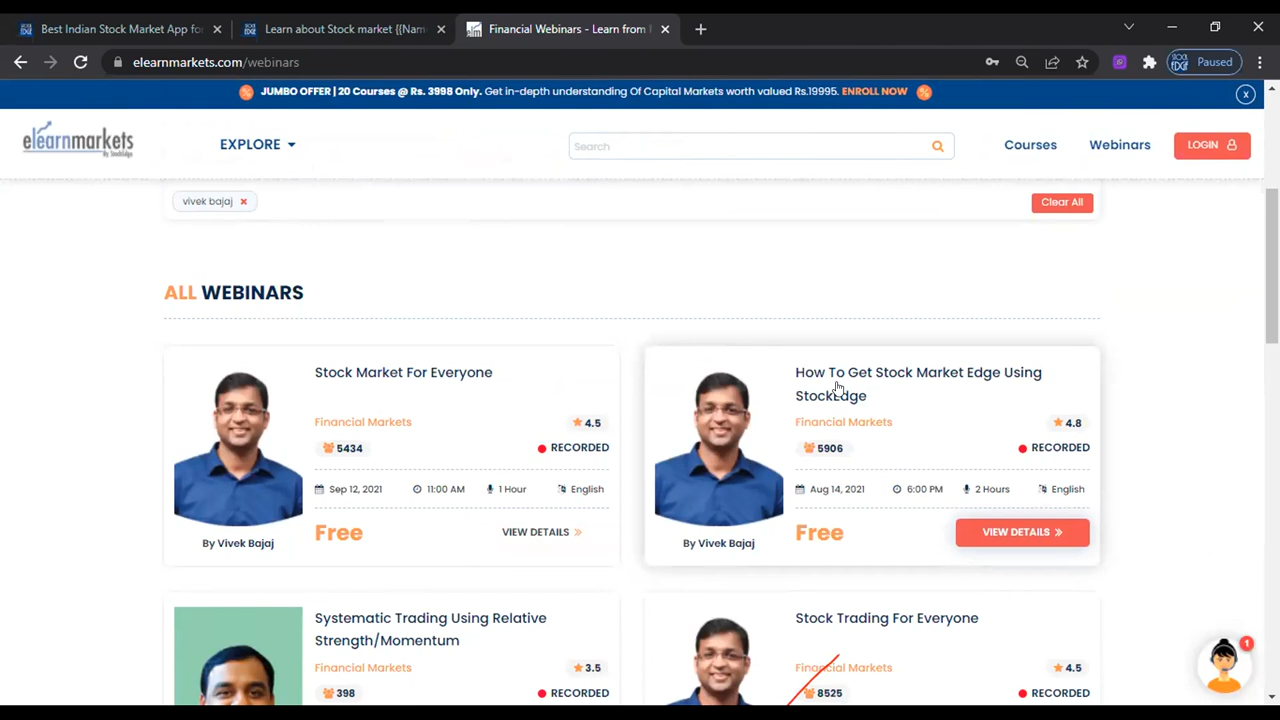 Best Indian Stock Market App for
Learn about Stock market {{Nam
Financial Webinars - Learn from
elearnmarkets.com/webinars
STOCK EDGE
Paused
JUMBO OFFER | 20 Courses @ Rs. 3998 Only. Get in-depth understanding Of Capital Markets worth valued Rs.19995. ENROLL NOW
x
elearnmarkets
By StockEdge
EXPLORE
Search
Courses
Webinars
LOGIN
vivek bajaj
Clear All
ALL WEBINARS
Stock Market For Everyone
Financial Markets
4.5
5434
RECORDED
Sep 12, 2021
11:00 AM
1 Hour
English
Free
VIEW DETAILS
By Vivek Bajaj
How To Get Stock Market Edge Using
StockEdge
Financial Markets
4.8
5906
RECORDED
Aug 14, 2021
6:00 PM
2 Hours
English
Free
VIEW DETAILS
By Vivek Bajaj
Systematic Trading Using Relative
Strength/Momentum
Financial Markets
3.5
398
RECORDED
Stock Trading For Everyone
Financial Markets
4.5
8525
RECORDED
1